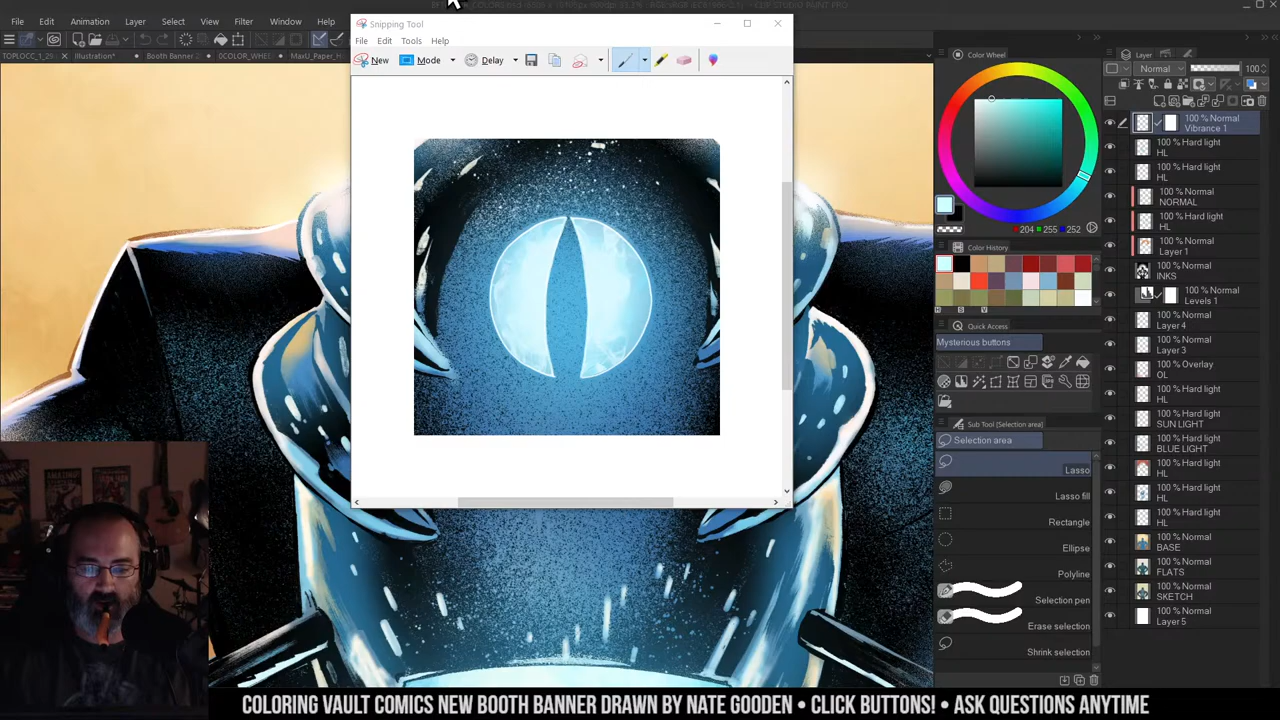 Snipping Tool
File Edit Animation Layer Select View Filter Window Help
File Edit Tools Help
New Mode Delay
Illustration* Booth Banner
Color Wheel
204 255 252
Color History
H S V
Quick Access
Mysterious buttons
Sub Tool [Selection area]
Selection area
Lasso
Lasso fill
Rectangle
Ellipse
Polyline
Selection pen
Erase selection
Shrink selection
Layer
Normal 100
100 % Normal
Vibrance 1
100 % Hard light
HL
100 % Hard light
HL
100 % Normal
NORMAL
100 % Hard light
HL
100 % Normal
Layer 1
100 % Normal
INKS
100 % Normal
Levels 1
100 % Normal
Layer 4
100 % Normal
Layer 3
100 % Overlay
OL
100 % Hard light
HL
100 % Hard light
SUN LIGHT
100 % Hard light
BLUE LIGHT
100 % Hard light
HL
100 % Hard light
HL
100 % Hard light
HL
100 % Normal
BASE
100 % Normal
FLATS
100 % Normal
SKETCH
100 % Normal
Layer 5
COLORING VAULT COMICS NEW BOOTH BANNER DRAWN BY NATE GOODEN • CLICK BUTTONS! • ASK QUESTIONS ANYTIME